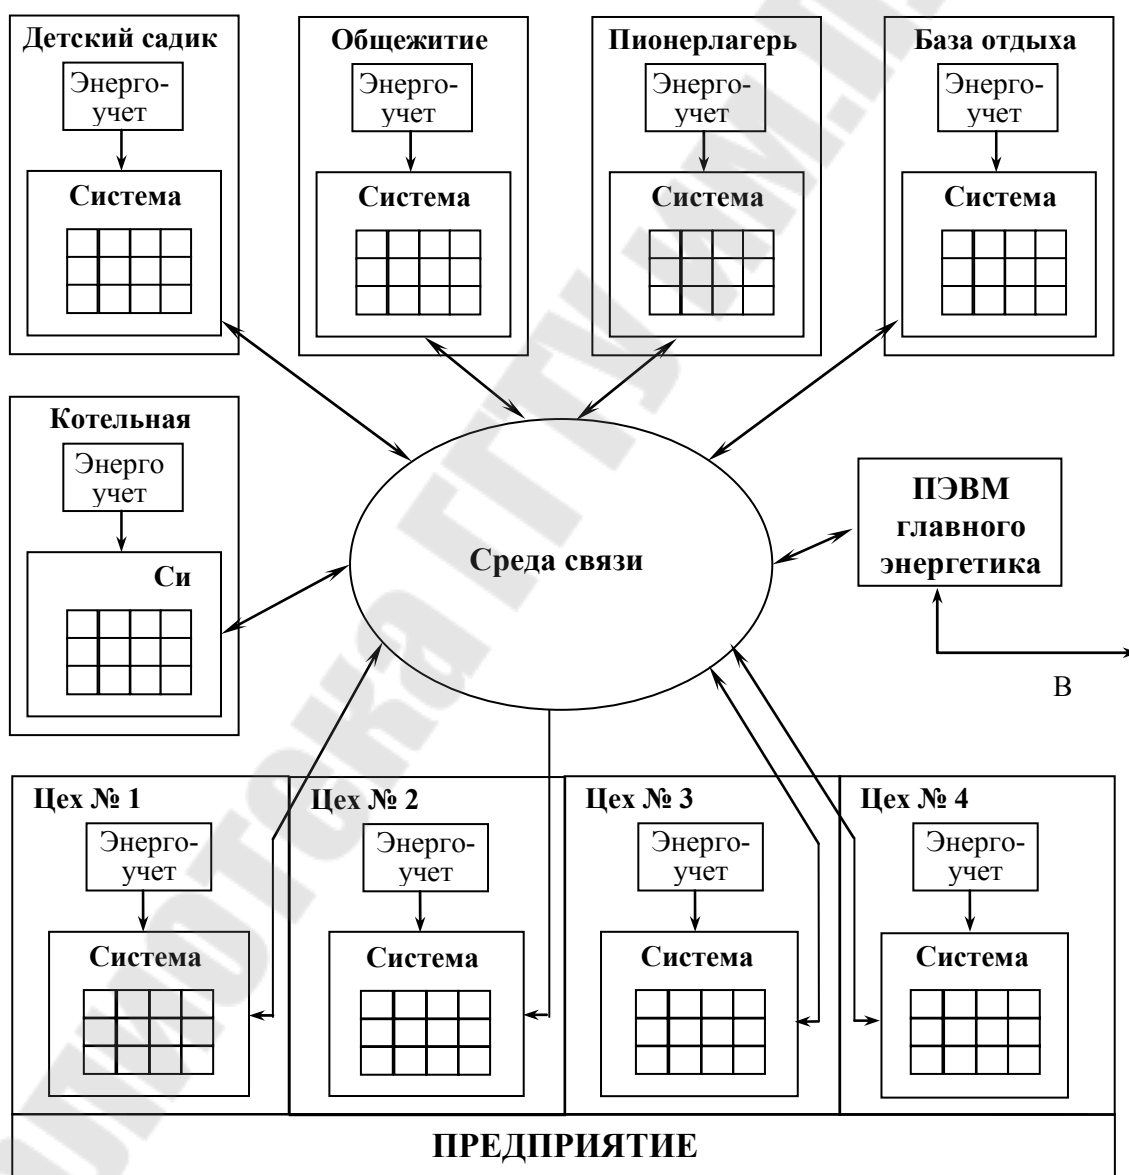 Детский садик
Энерго-
учет
Система
Общежитие
Энерго-
учет
Система
Пионерлагерь
Энерго-
учет
Система
База отдыха
Энерго-
учет
Система
Котельная
Энерго
учет
Си
Среда связи
ПЭВМ
главного
энергетика
В
Цех № 1
Энерго-
учет
Система
Цех № 2
Энерго-
учет
Система
Цех № 3
Энерго-
учет
Система
Цех № 4
Энерго-
учет
Система
ПРЕДПРИЯТИЕ